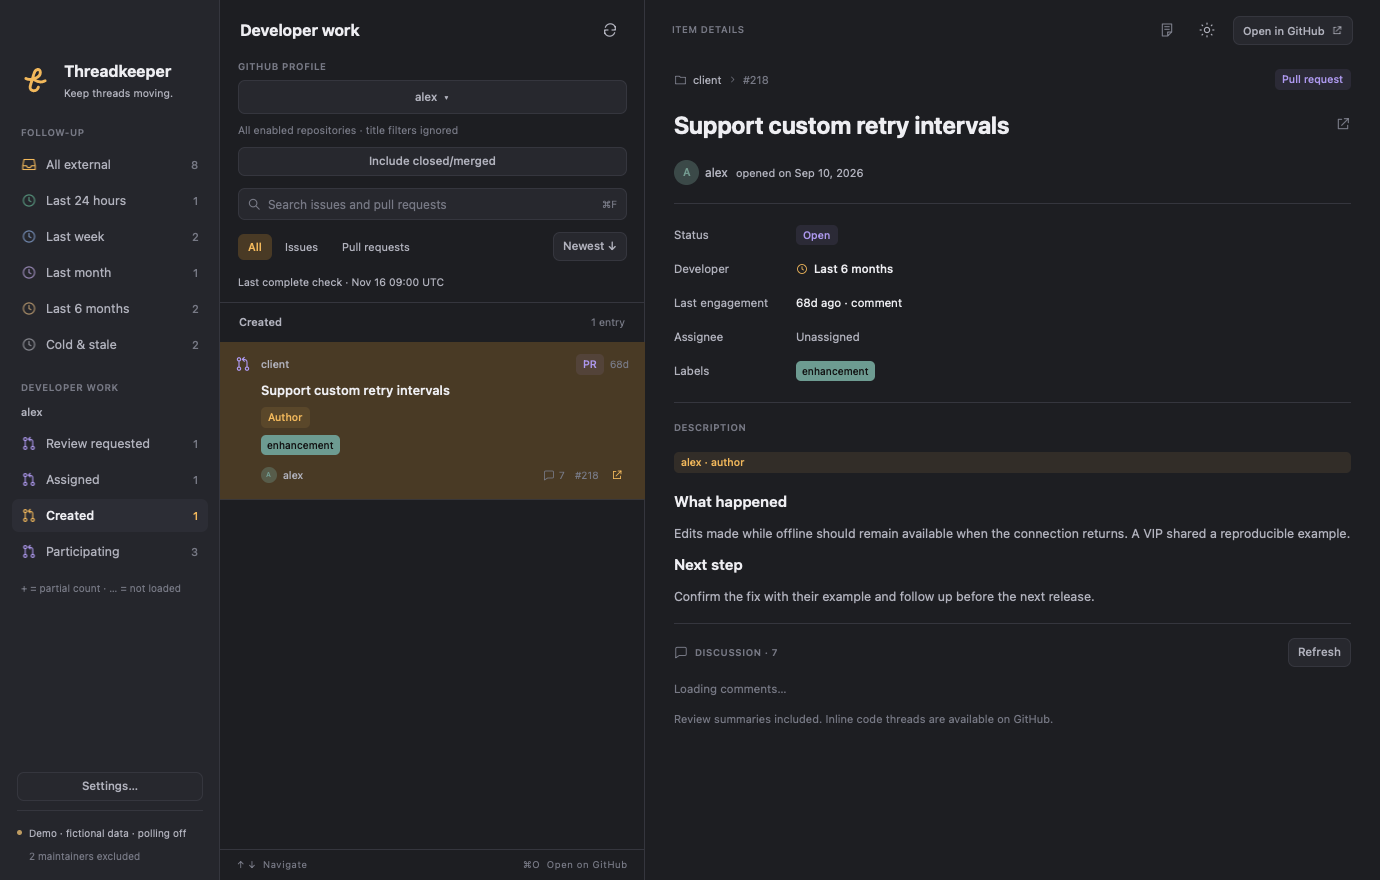 Threadkeeper
Keep threads moving.
FOLLOW-UP
All external 8
Last 24 hours 1
Last week 2
Last month 1
Last 6 months 2
Cold & stale 2
DEVELOPER WORK
alex
Review requested 1
Assigned 1
Created 1
Participating 3
+ = partial count · ... = not loaded
Settings...
Demo · fictional data · polling off
2 maintainers excluded
Developer work
GITHUB PROFILE
alex ▾
All enabled repositories · title filters ignored
Include closed/merged
Search issues and pull requests ⌘F
All Issues Pull requests Newest ↓
Last complete check · Nov 16 09:00 UTC
Created 1 entry
client PR 68d
Support custom retry intervals
Author
enhancement
A alex 7 #218
↑ ↓ Navigate ⌘O Open on GitHub
ITEM DETAILS Open in GitHub
client > #218 Pull request
Support custom retry intervals
A alex opened on Sep 10, 2026
Status Open
Developer Last 6 months
Last engagement 68d ago · comment
Assignee Unassigned
Labels enhancement
DESCRIPTION
alex · author
What happened
Edits made while offline should remain available when the connection returns. A VIP shared a reproducible example.
Next step
Confirm the fix with their example and follow up before the next release.
DISCUSSION · 7 Refresh
Loading comments...
Review summaries included. Inline code threads are available on GitHub.